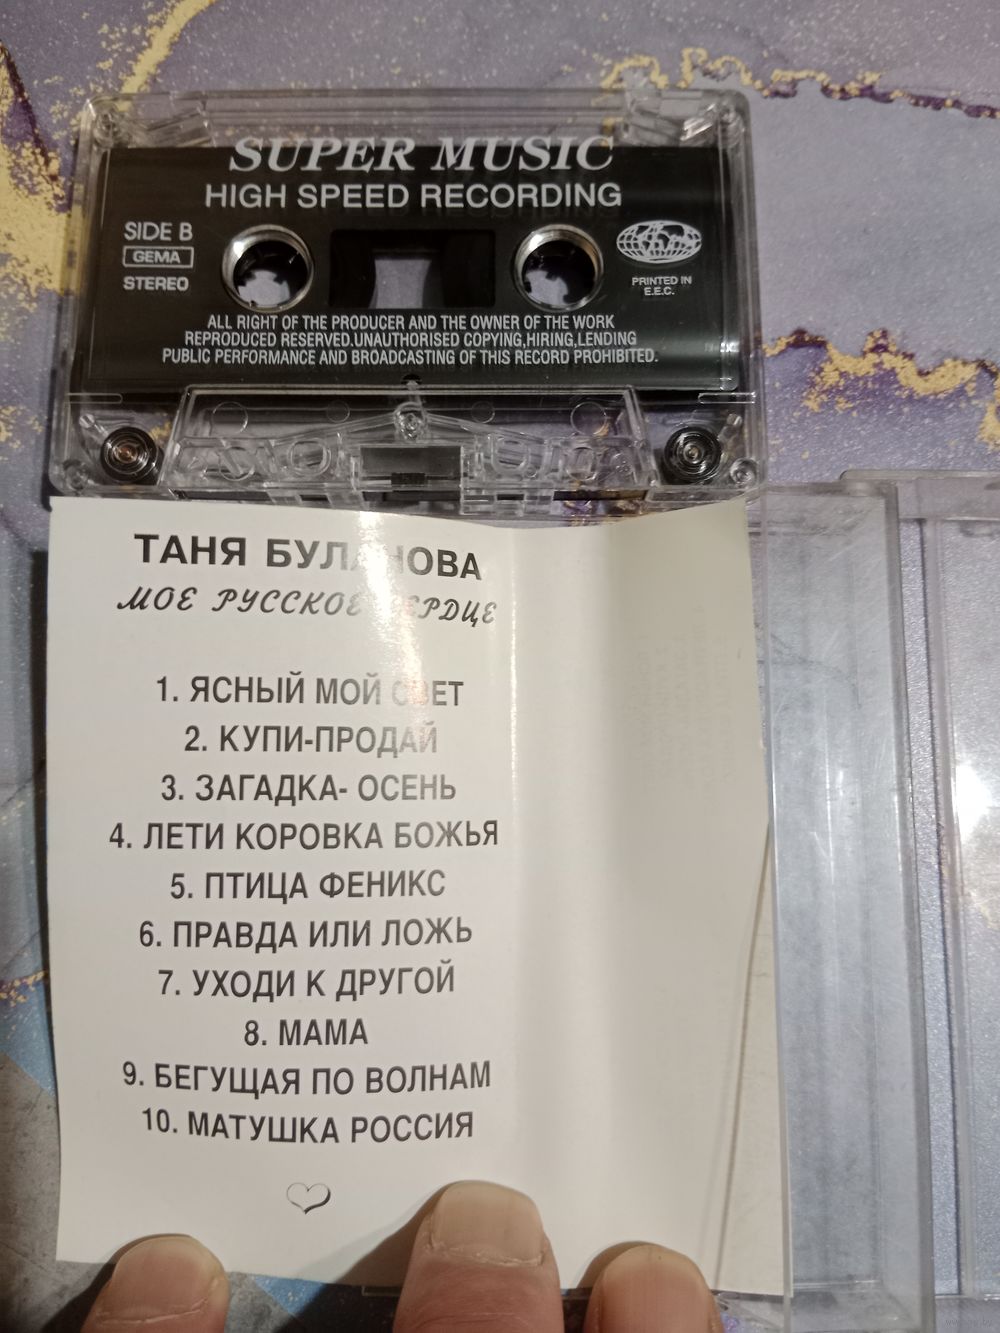 SUPER MUSIC
HIGH SPEED RECORDING
SIDE B
GEMA
STEREO
PRINTED IN
E.E.C.
ALL RIGHT OF THE PRODUCER AND THE OWNER OF THE WORK
REPRODUCED RESERVED.UNAUTHORISED COPYING,HIRING,LENDING
PUBLIC PERFORMANCE AND BROADCASTING OF THIS RECORD PROHIBITED.
ТАНЯ БУЛАНОВА
МОЕ РУССКОЕ СЕРДЦЕ
1. ЯСНЫЙ МОЙ СВЕТ
2. КУПИ-ПРОДАЙ
3. ЗАГАДКА- ОСЕНЬ
4. ЛЕТИ КОРОВКА БОЖЬЯ
5. ПТИЦА ФЕНИКС
6. ПРАВДА ИЛИ ЛОЖЬ
7. УХОДИ К ДРУГОЙ
8. МАМА
9. БЕГУЩАЯ ПО ВОЛНАМ
10. МАТУШКА РОССИЯ